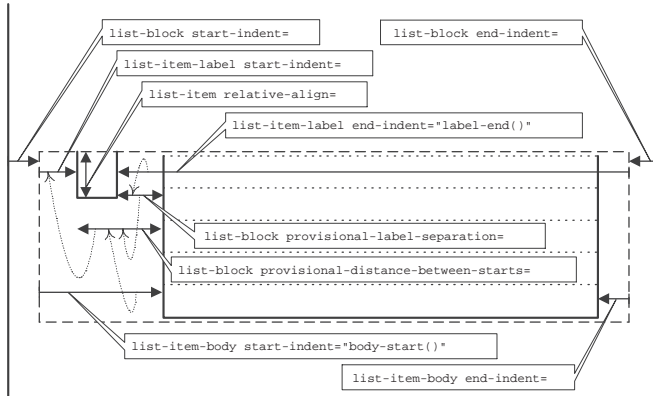 list-block start-indent=
list-block end-indent=
list-item-label start-indent=
list-item relative-align=
list-item-label end-indent="label-end()"
list-block provisional-label-separation=
list-block provisional-distance-between-starts=
list-item-body start-indent="body-start()"
list-item-body end-indent=